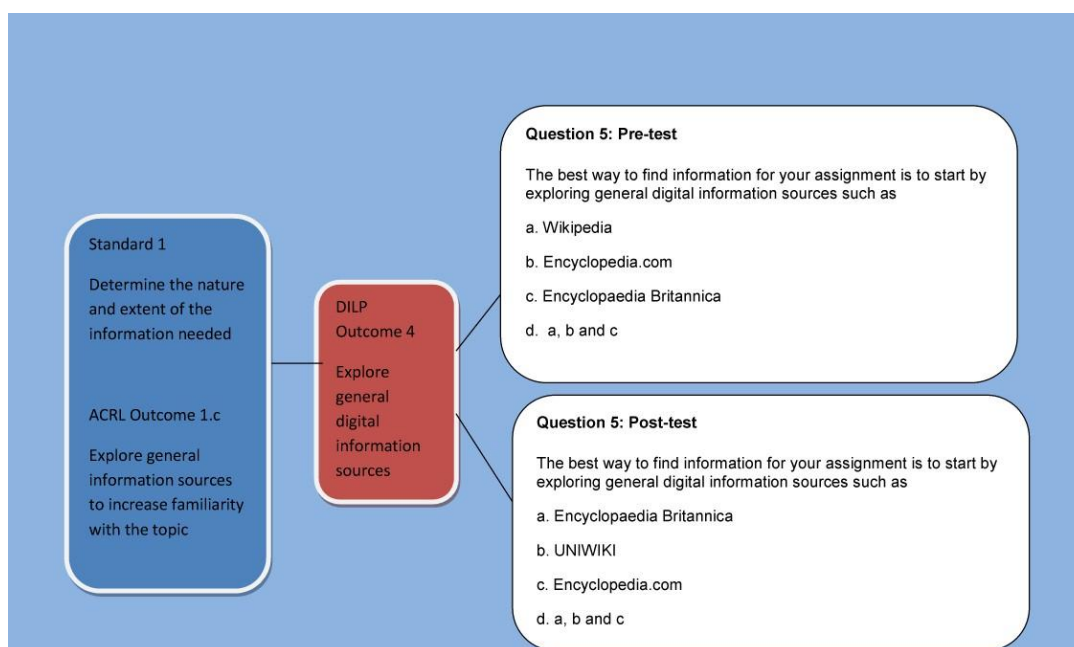 Standard 1
Determine the nature
and extent of the
information needed
ACRL Outcome 1.c
Explore general
information sources
to increase familiarity
with the topic
DILP
Outcome 4
Explore
general
digital
information
sources
Question 5: Pre-test
The best way to find information for your assignment is to start by
exploring general digital information sources such as
a. Wikipedia
b. Encyclopedia.com
c. Encyclopaedia Britannica
d. a, b and c
Question 5: Post-test
The best way to find information for your assignment is to start by
exploring general digital information sources such as
a. Encyclopaedia Britannica
b. UNIWIKI
c. Encyclopedia.com
d. a, b and c